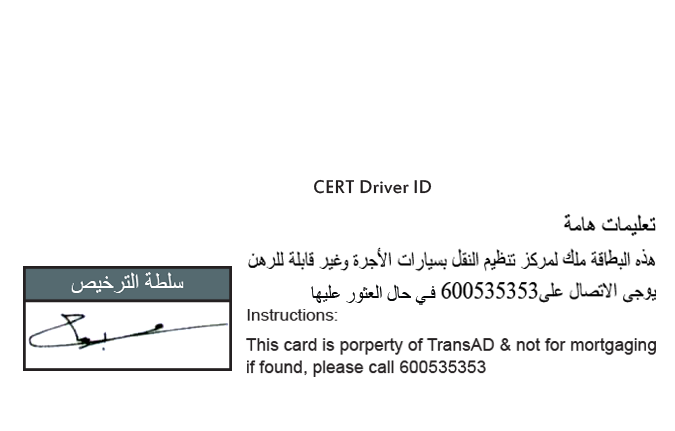 CERT Driver ID
تعليمات هامة
هذه البطاقة ملك لمركز تنظيم النقل بسيارات الأجرة وغير قابلة للرهن
يوجى الاتصال على600535353 في حال العثور عليها
سلطة الترخيص
Instructions:
This card is porperty of TransAD & not for mortgaging
if found, please call 600535353